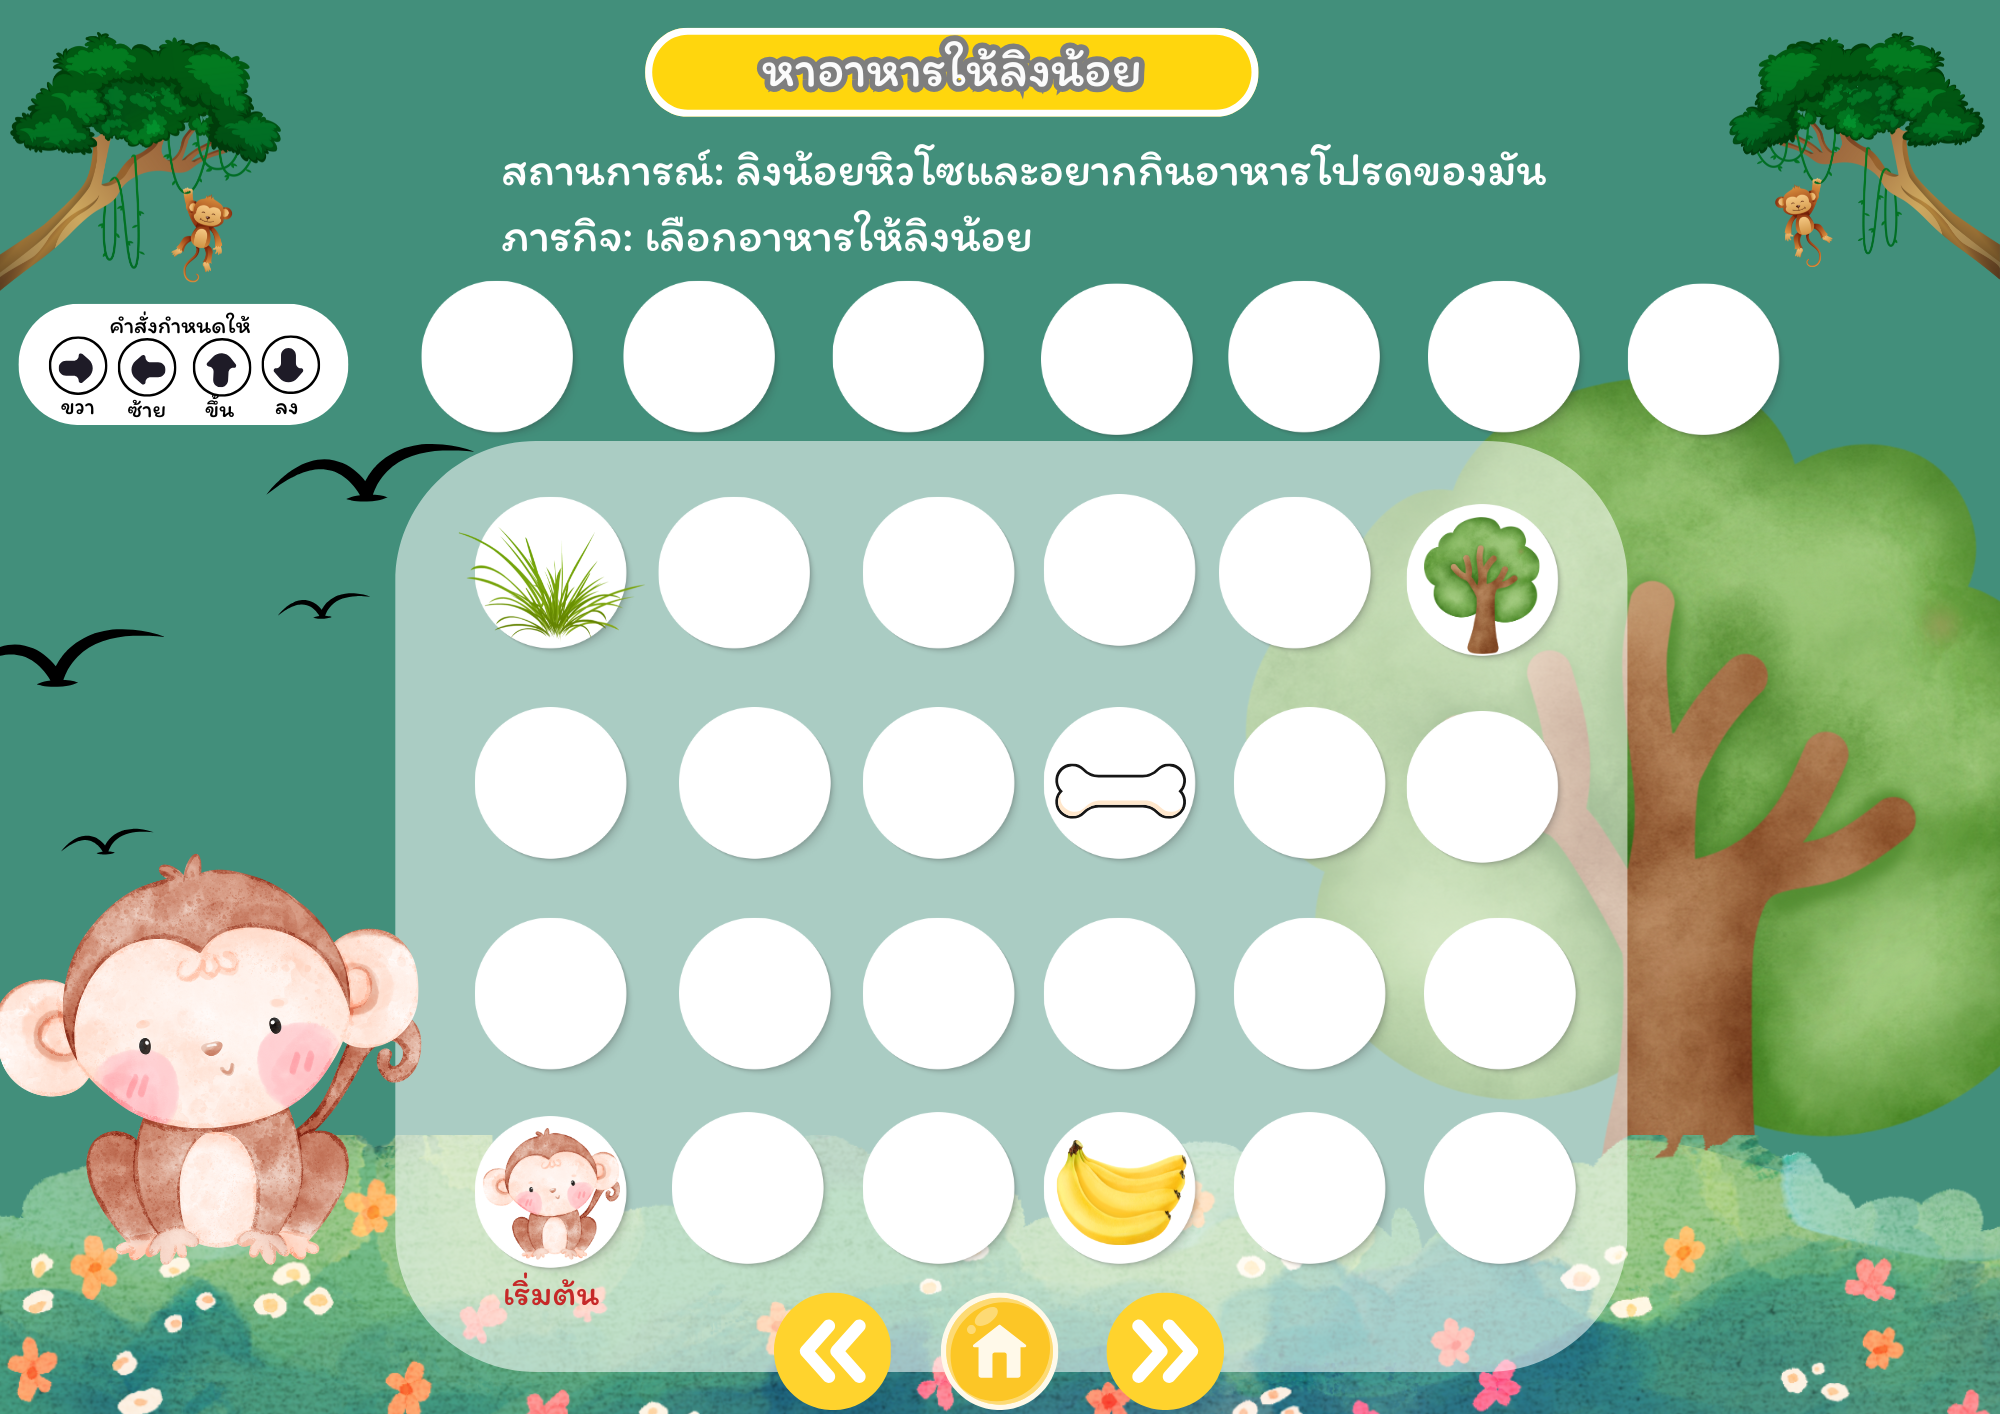 หาอาหารให้ลิงน้อย
สถานการณ์: ลิงน้อยหิวโซและอยากกินอาหารโปรดของมัน
ภารกิจ: เลือกอาหารให้ลิงน้อย
คำสั่งกำหนดให้
ขวา ซ้าย ขึ้น ลง
เริ่มต้น